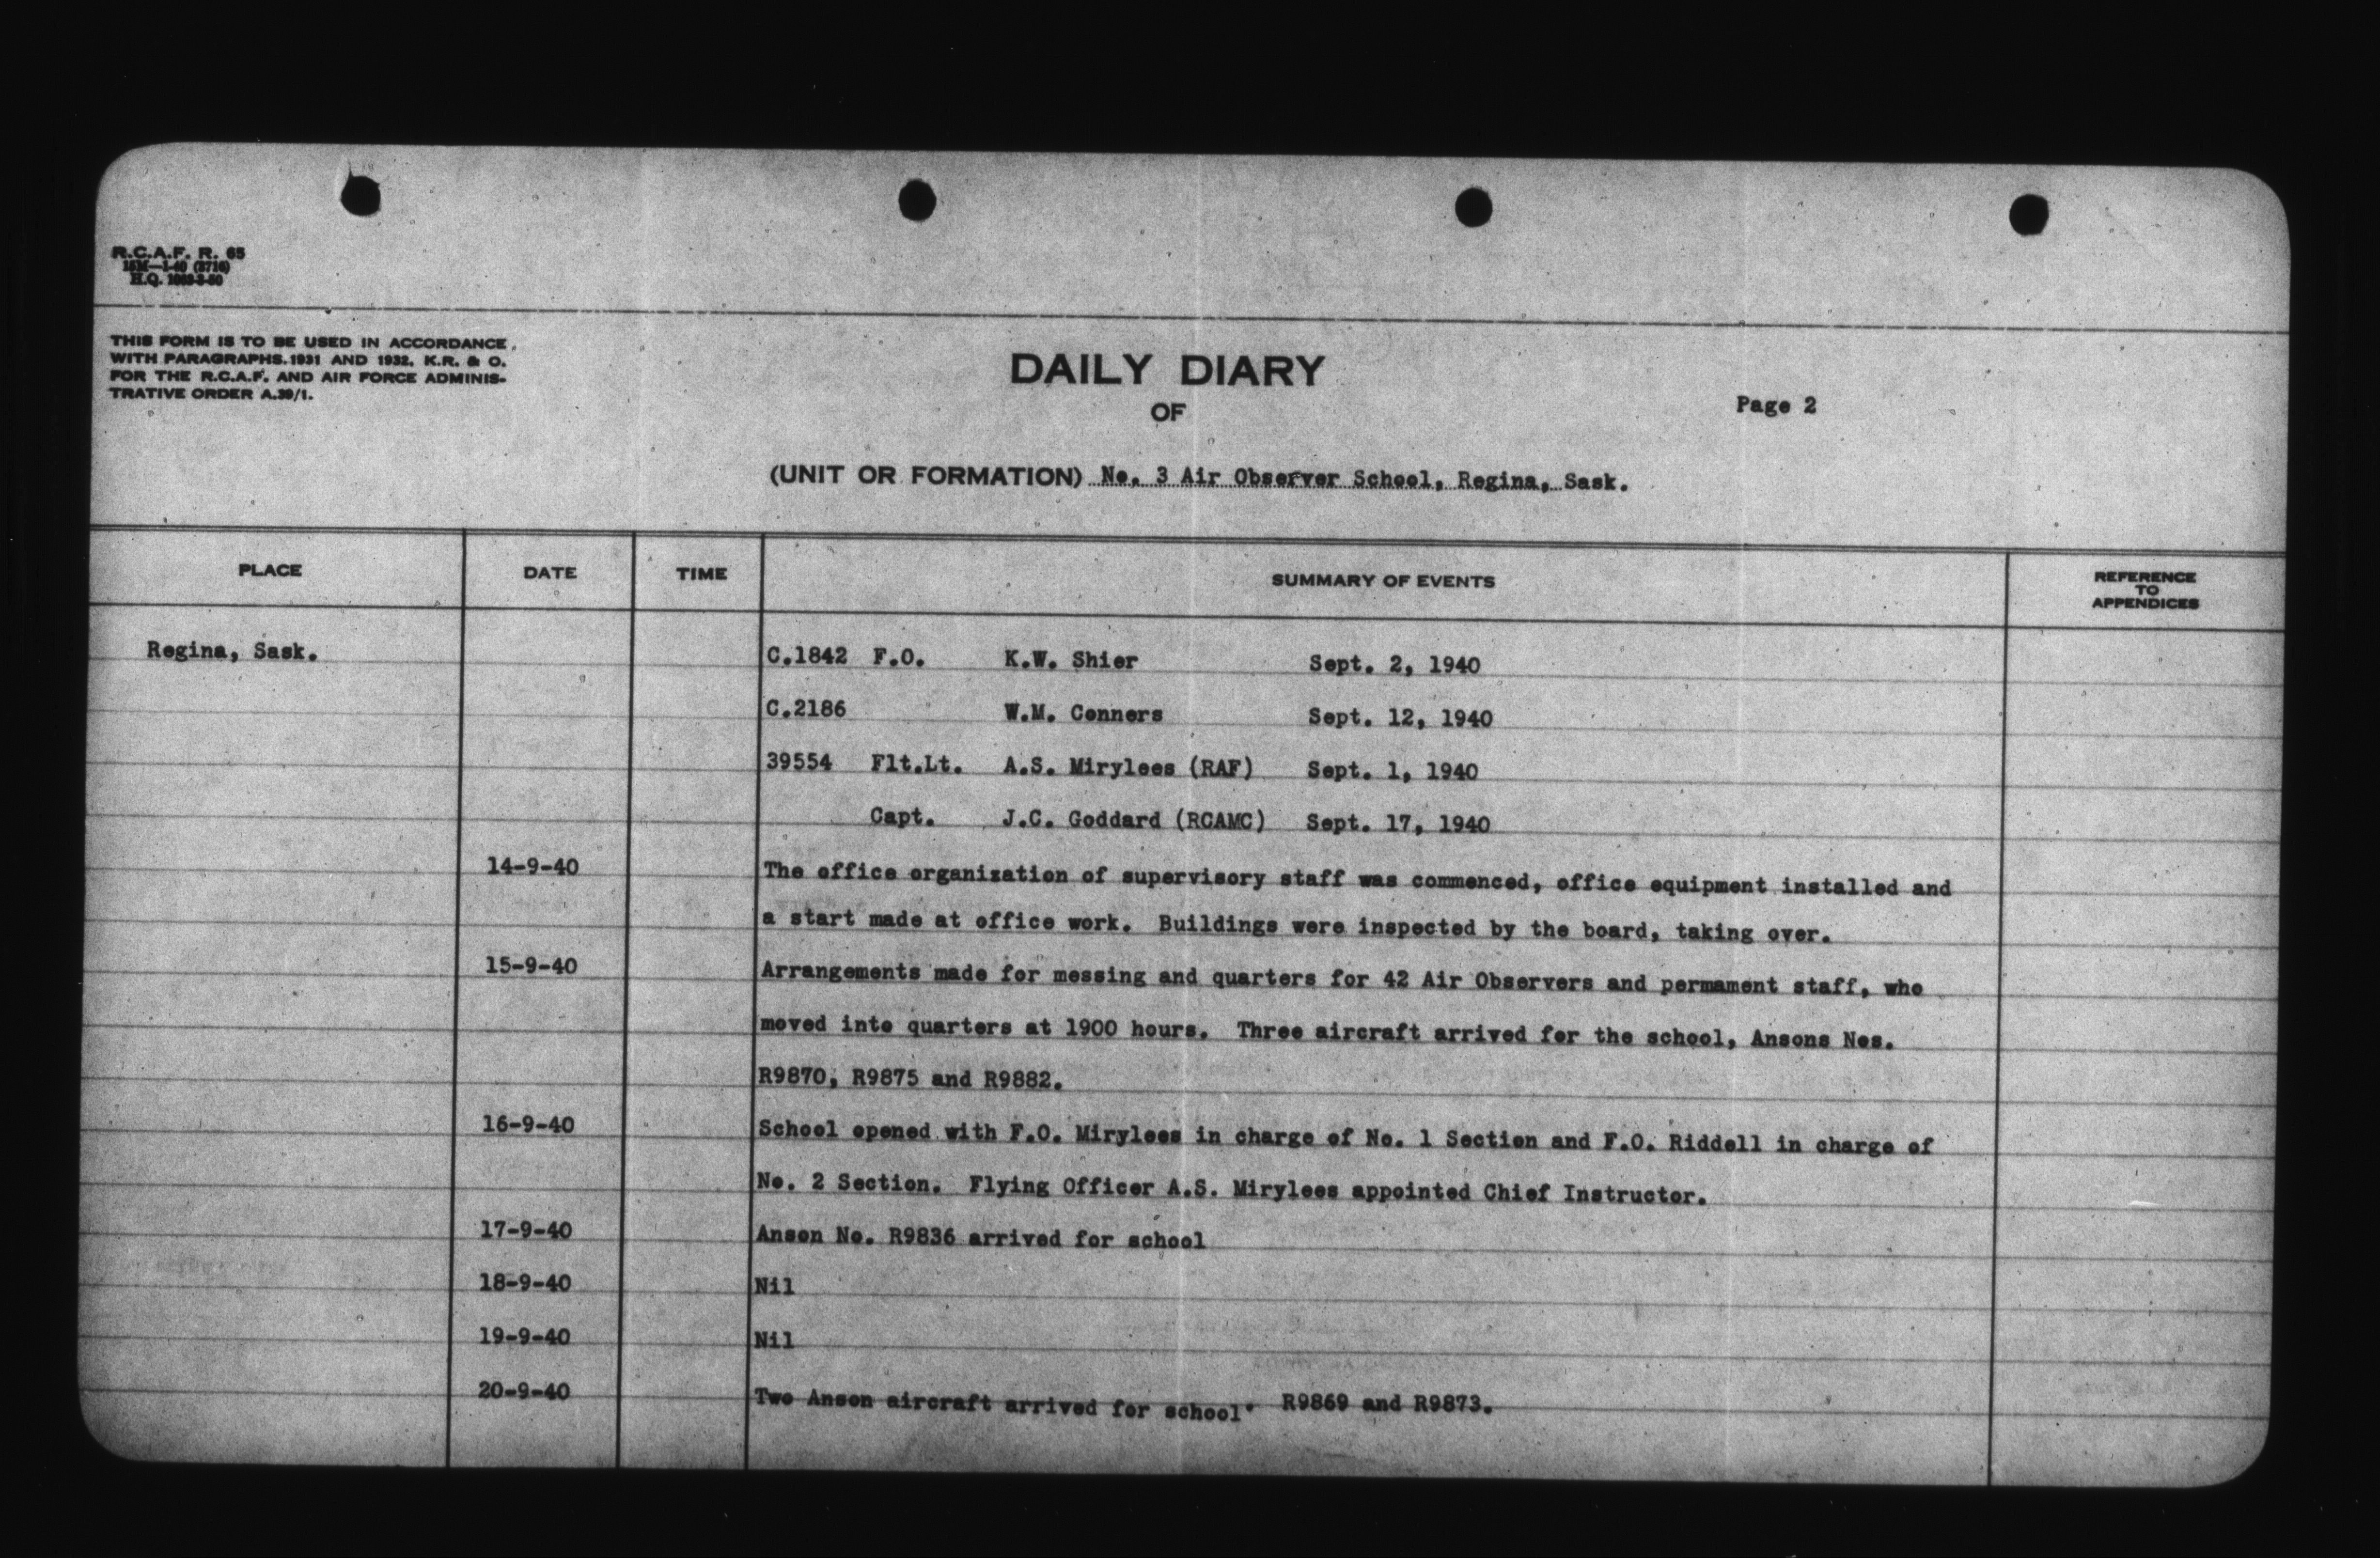 R.C.A.F. R. 65
15M—1-40 (3716)
H.Q. 1062-3-50
THIS FORM IS TO BE USED IN ACCORDANCE
WITH PARAGRAPHS 1931 AND 1932, K.R. & O.
FOR THE R.C.A.F. AND AIR FORCE ADMINIS-
TRATIVE ORDER A.39/1.
DAILY DIARY
OF
Page 2
(UNIT OR FORMATION) No. 3 Air Observer School, Regina, Sask.
PLACE DATE TIME SUMMARY OF EVENTS REFERENCE
TO
APPENDICES
Regina, Sask. C.1842 F.O. K.W. Shier Sept. 2, 1940
C.2186 W.M. Conners Sept. 12, 1940
39554 Flt.Lt. A.S. Mirylees (RAF) Sept. 1, 1940
Capt. J.C. Goddard (RCAMC) Sept. 17, 1940
14-9-40 The office organization of supervisory staff was commenced, office equipment installed and
a start made at office work. Buildings were inspected by the board, taking over.
15-9-40 Arrangements made for messing and quarters for 42 Air Observers and permament staff, who
moved into quarters at 1900 hours. Three aircraft arrived for the school, Ansons Nos.
R9870, R9875 and R9882.
16-9-40 School opened with F.O. Mirylees in charge of No. 1 Section and F.O. Riddell in charge of
No. 2 Section. Flying Officer A.S. Mirylees appointed Chief Instructor.
17-9-40 Anson No. R9836 arrived for school
18-9-40 Nil
19-9-40 Nil
20-9-40 Two Anson aircraft arrived for school. R9869 and R9873.